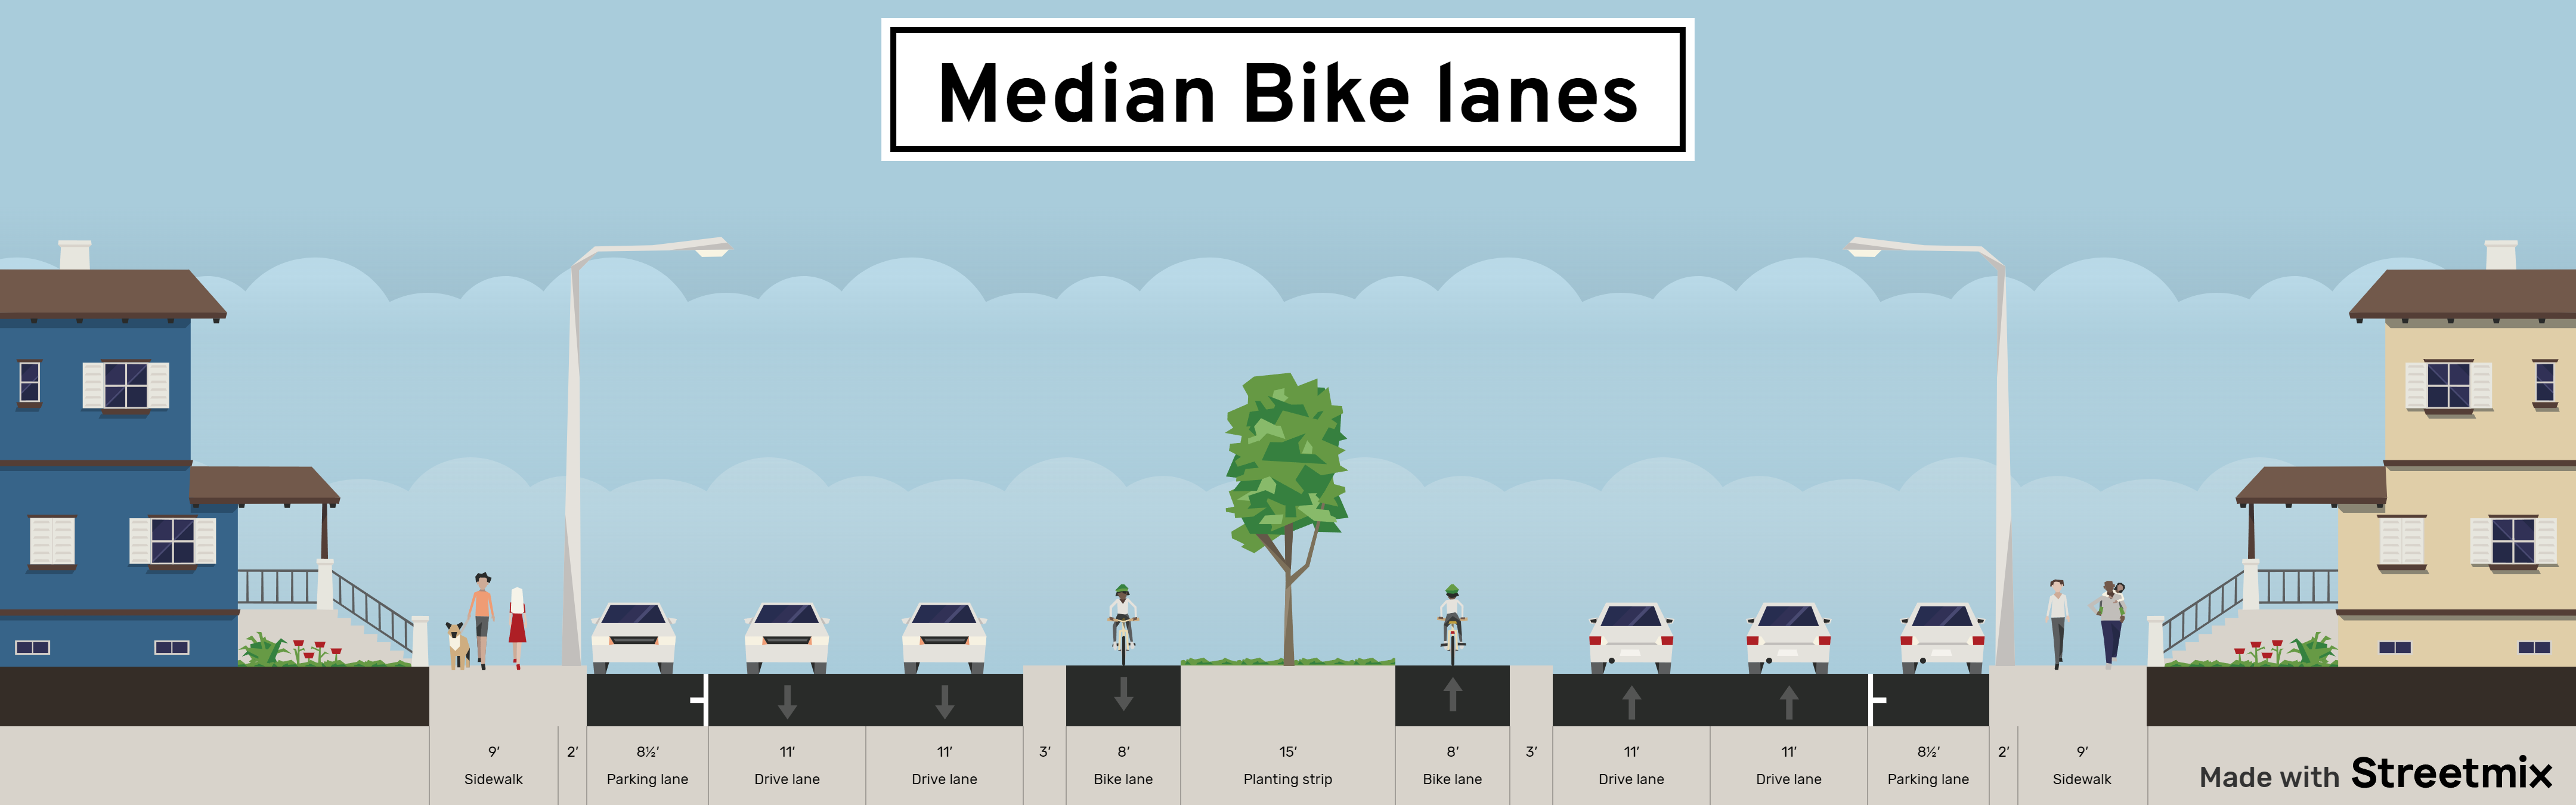 Median Bike lanes
9′ 2′ 8½′ 11′ 11′ 3′ 8′ 15′ 8′ 3′ 11′ 11′ 8½′ 2′ 9′
Sidewalk Parking lane Drive lane Drive lane Bike lane Planting strip Bike lane Drive lane Drive lane Parking lane Sidewalk
Made with Streetmix